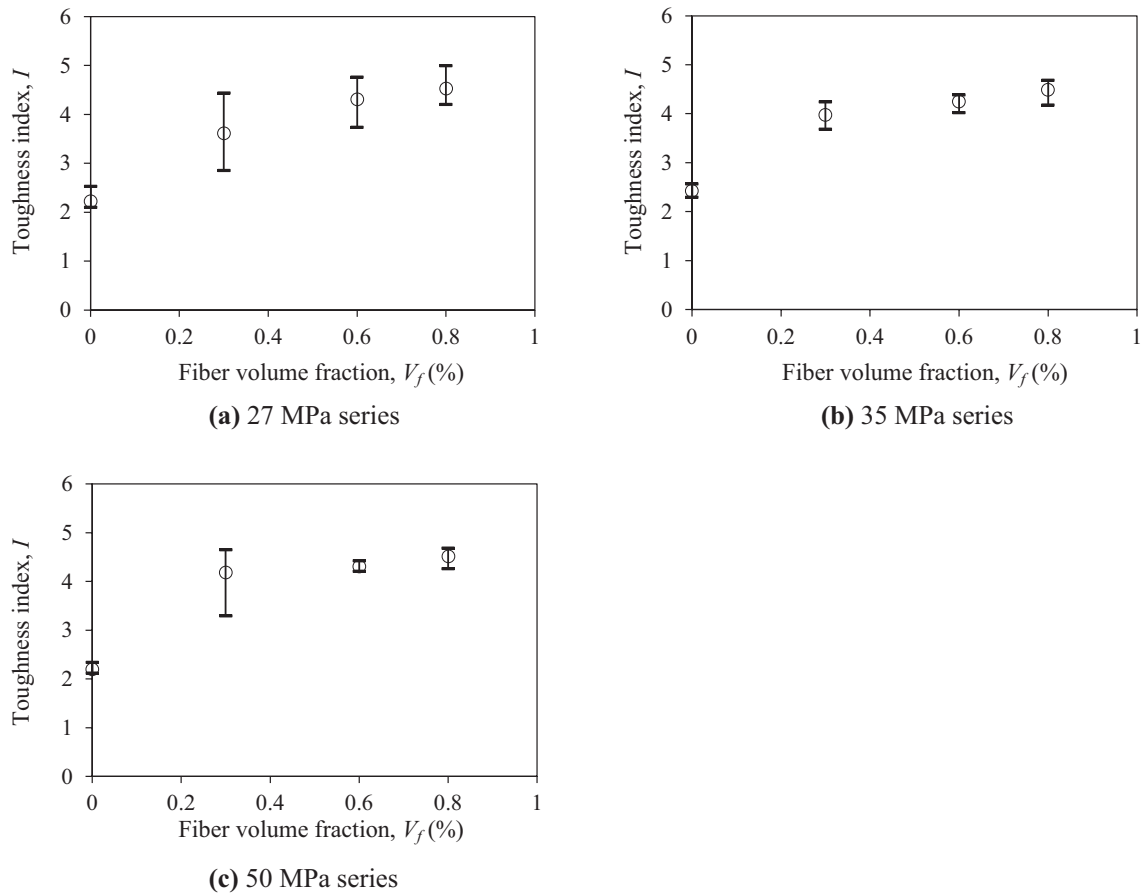 6
5
4
3
2
1
0
Toughness index, I
0 0.2 0.4 0.6 0.8 1
Fiber volume fraction, Vf (%)
(a) 27 MPa series
6
5
4
3
2
1
0
Toughness index, I
0 0.2 0.4 0.6 0.8 1
Fiber volume fraction, Vf (%)
(b) 35 MPa series
6
5
4
3
2
1
0
Toughness index, I
0 0.2 0.4 0.6 0.8 1
Fiber volume fraction, Vf (%)
(c) 50 MPa series